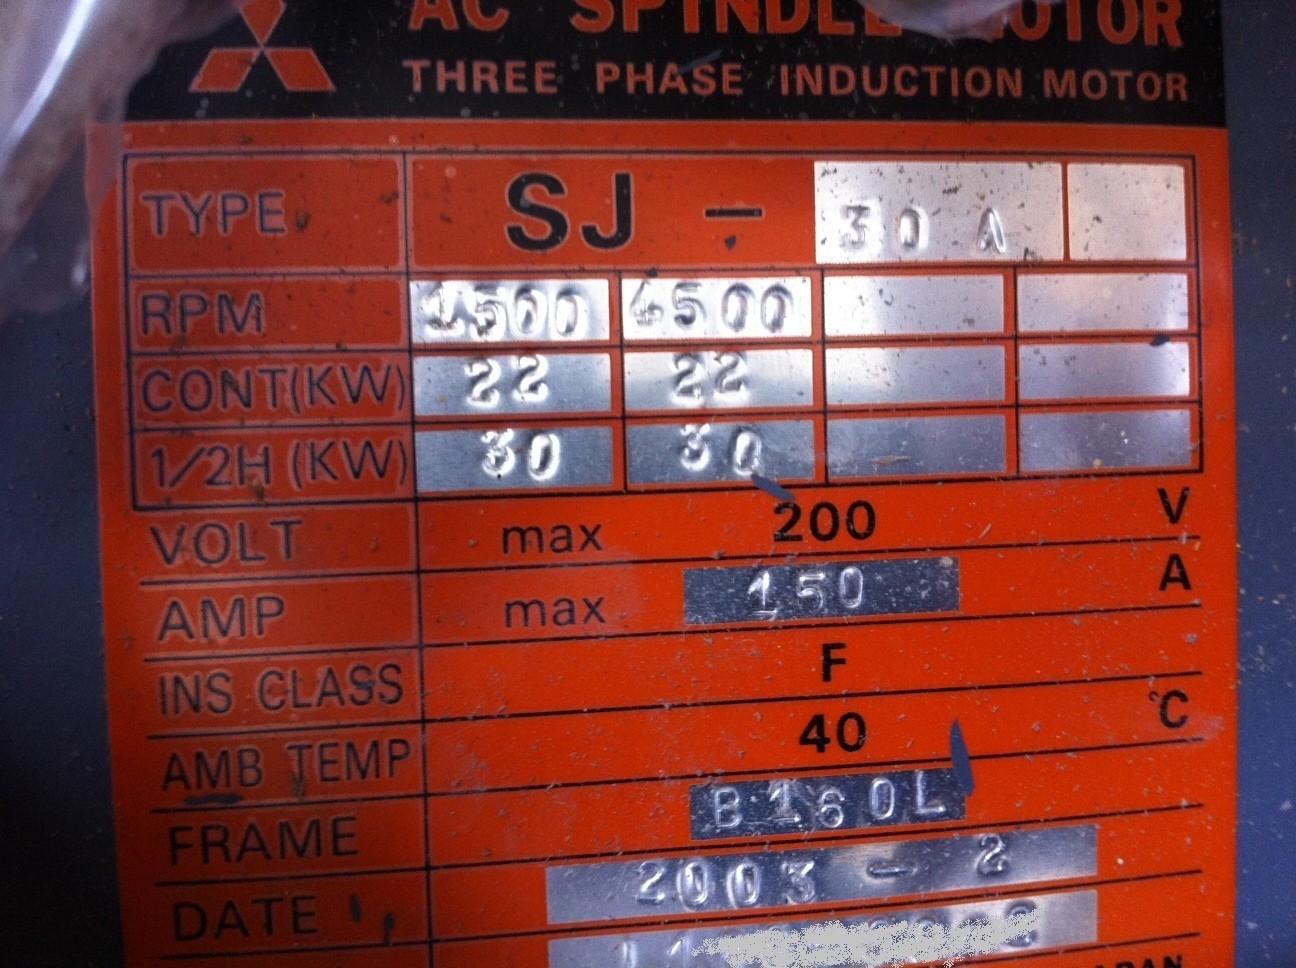 AC SPINDLE MOTOR
THREE PHASE INDUCTION MOTOR
TYPE SJ - 30 A
RPM 1500 4500
CONT(KW) 22 22
1/2H (KW) 30 30
VOLT max 200 V
AMP max 150 A
INS CLASS F
AMB TEMP 40 °C
FRAME B160L
DATE 2003 - 2